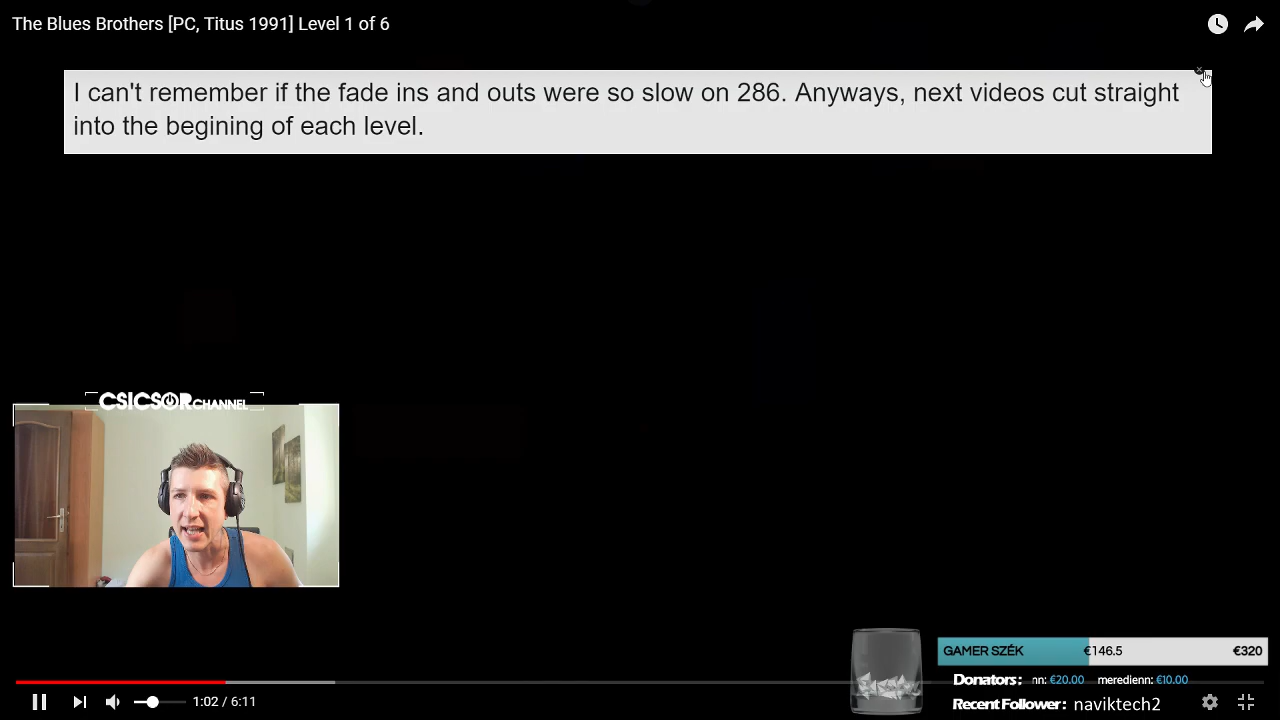 The Blues Brothers [PC, Titus 1991] Level 1 of 6
I can't remember if the fade ins and outs were so slow on 286. Anyways, next videos cut straight
into the begining of each level.
CSICSOR CHANNEL
GAMER SZÉK €146.5 €320
Donators: nn: €20.00 meredienn: €10.00
Recent Follower: naviktech2
1:02 / 6:11